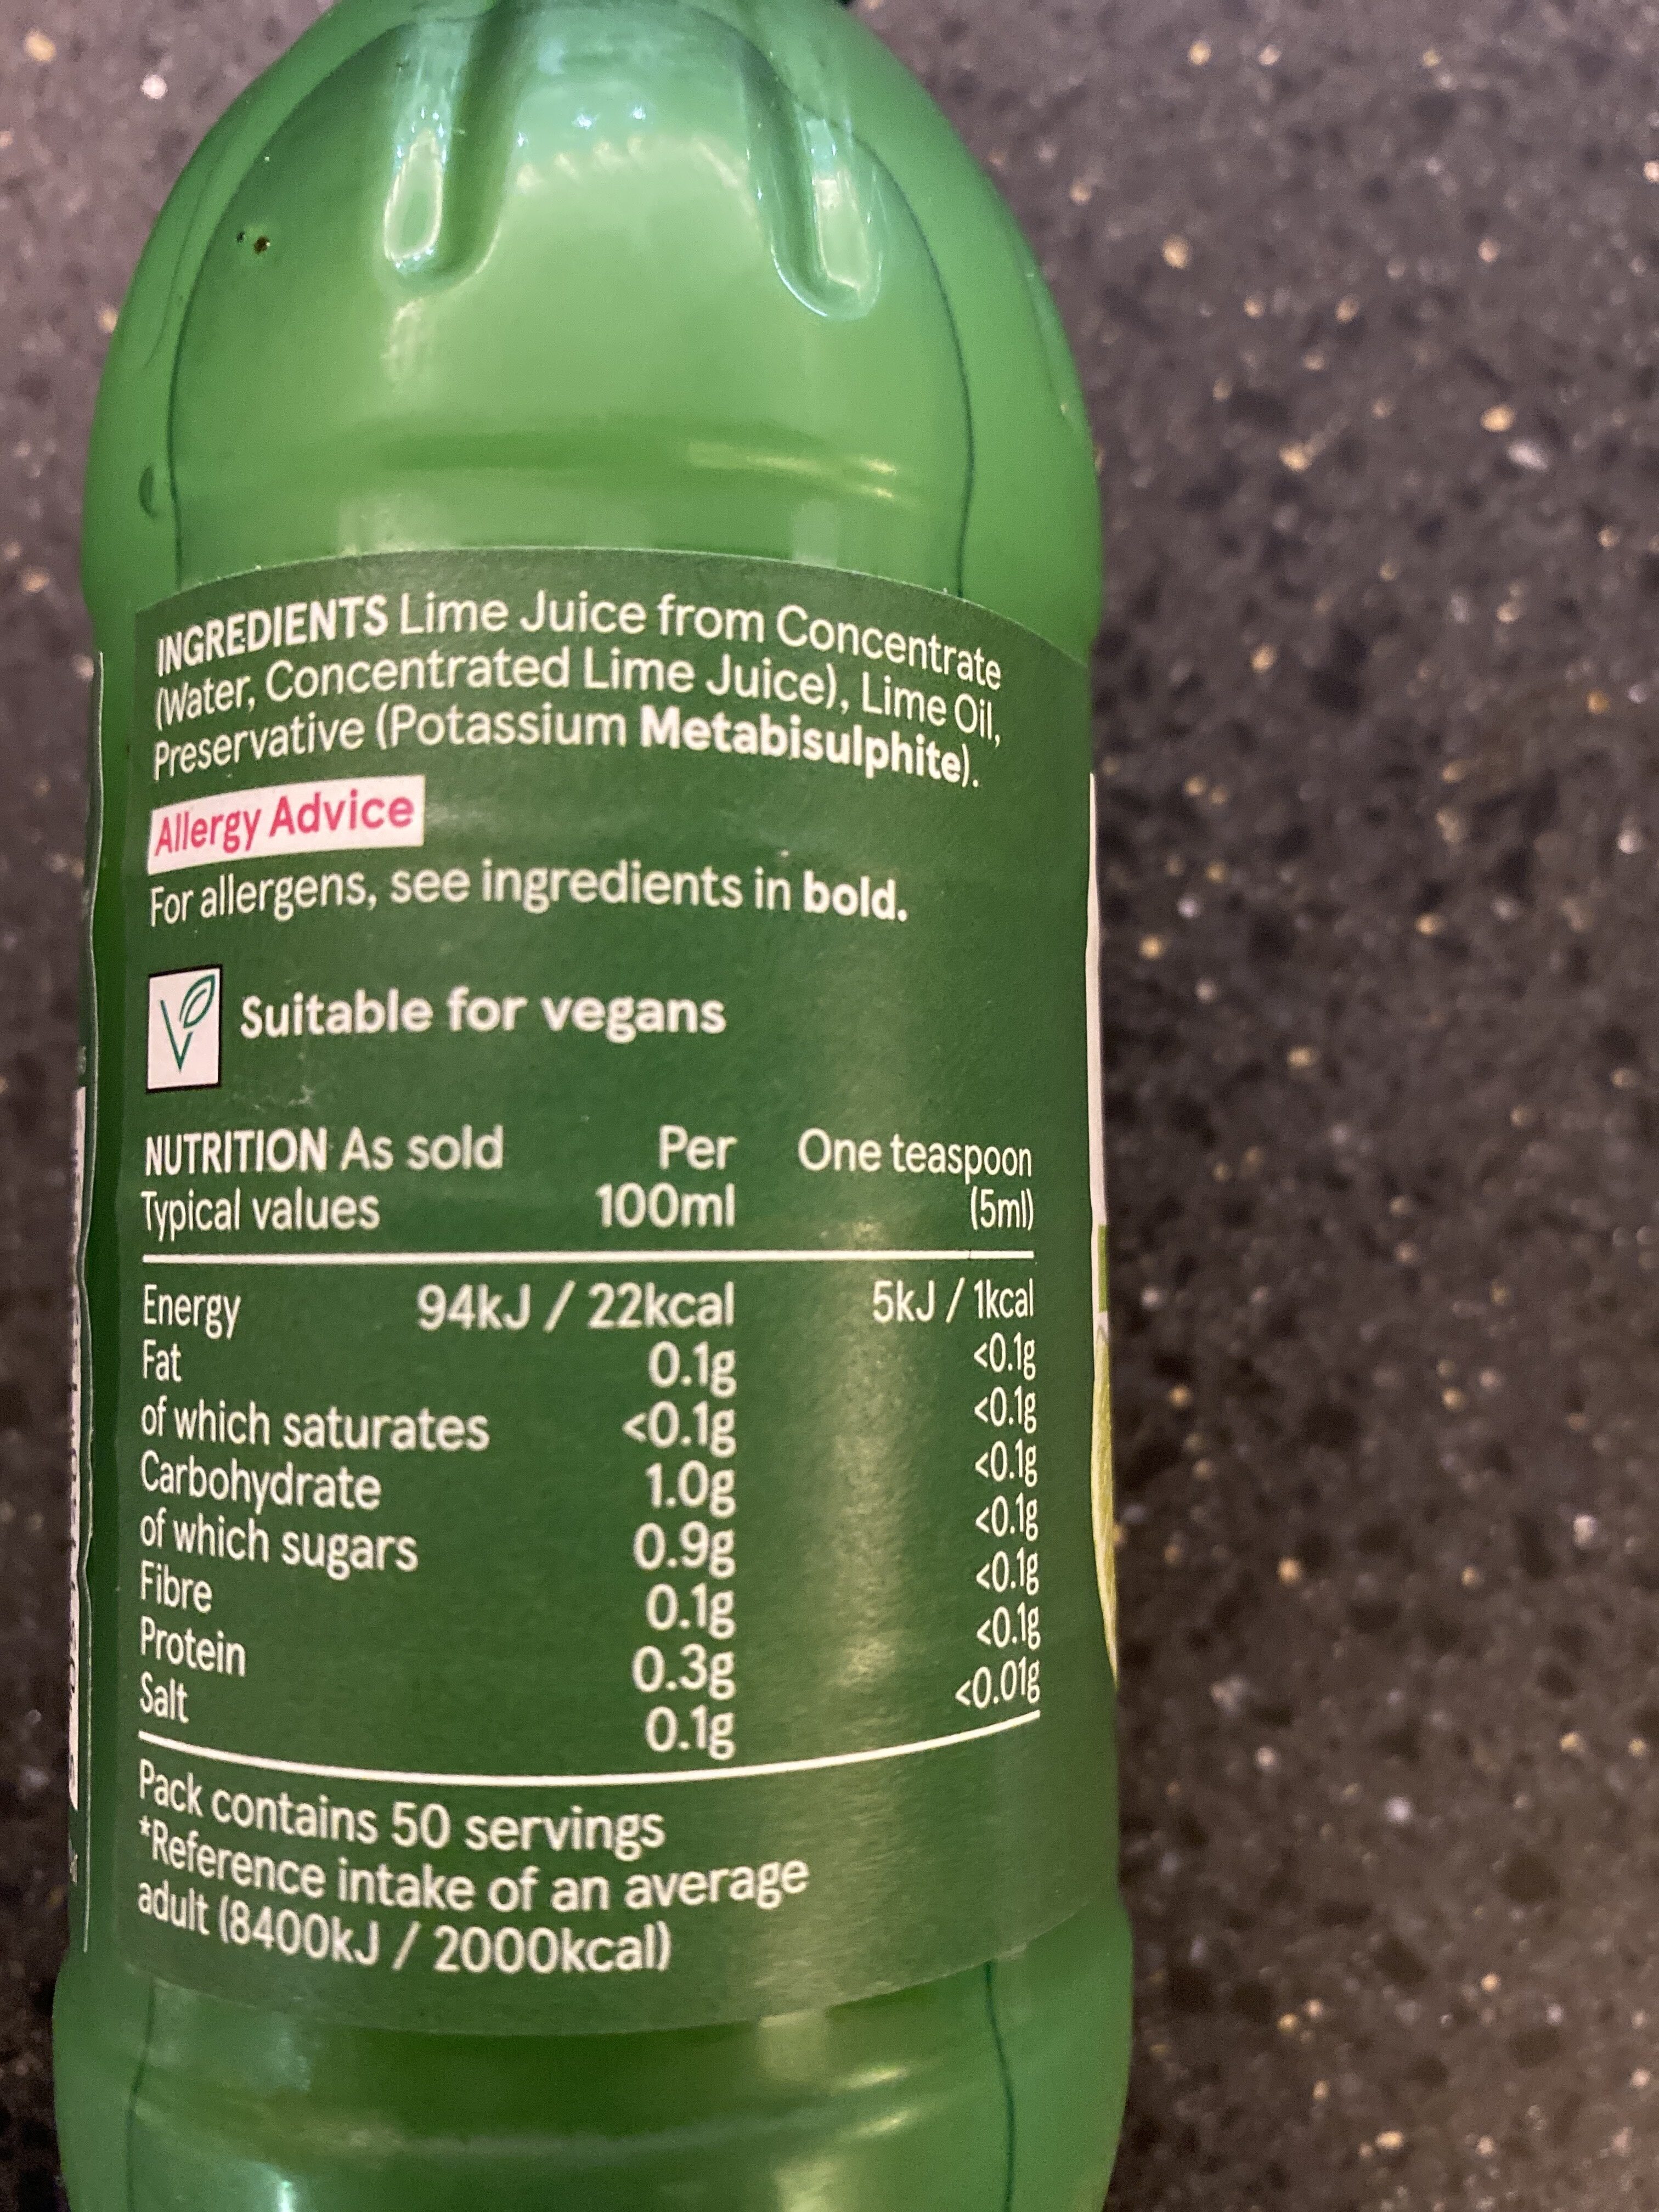 INGREDIENTS Lime Juice from Concentrate
(Water, Concentrated Lime Juice), Lime Oil,
Preservative (Potassium Metabisulphite).
Allergy Advice
For allergens, see ingredients in bold.
Suitable for vegans
NUTRITION As sold Per One teaspoon
Typical values 100ml (5ml)
Energy 94kJ / 22kcal 5kJ / 1kcal
Fat 0.1g <0.1g
of which saturates <0.1g <0.1g
Carbohydrate 1.0g <0.1g
of which sugars 0.9g <0.1g
Fibre 0.1g <0.1g
Protein 0.3g <0.1g
Salt 0.1g <0.01g
Pack contains 50 servings
*Reference intake of an average
adult (8400kJ / 2000kcal)